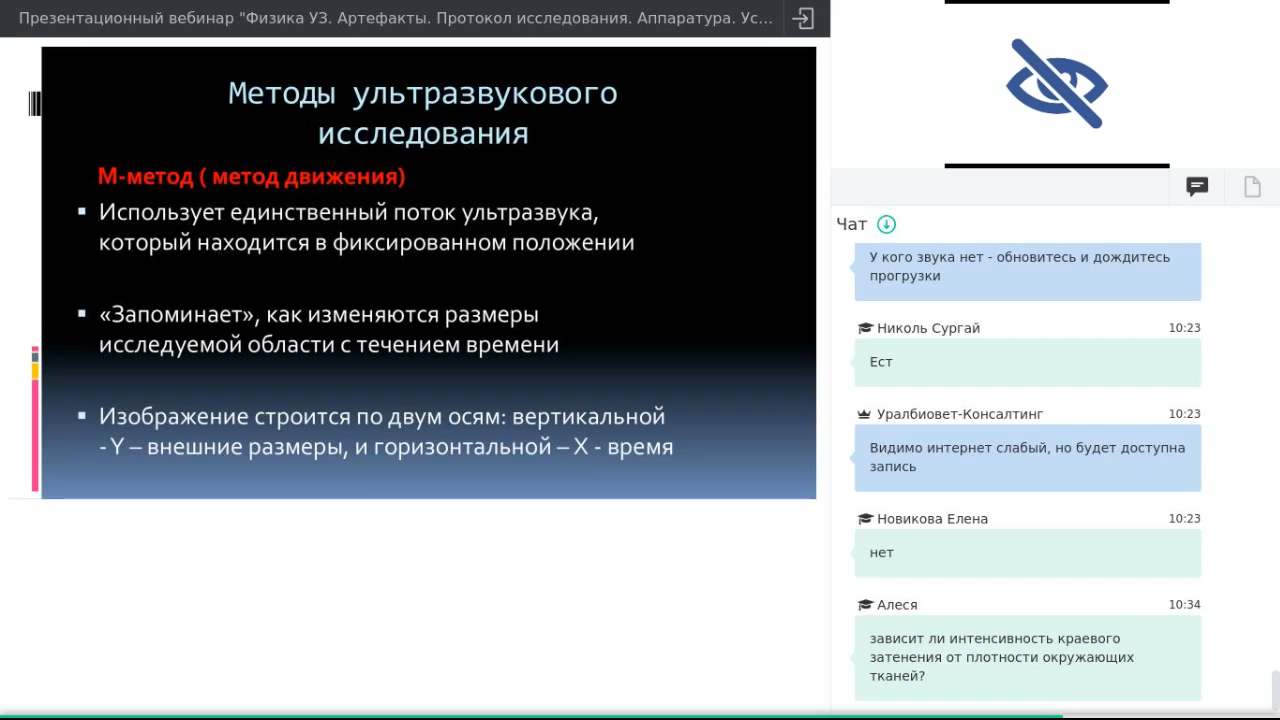 Презентационный вебинар "Физика УЗ. Артефакты. Протокол исследования. Аппаратура. Ус...
Методы ультразвукового
исследования
М-метод ( метод движения)
▪ Использует единственный поток ультразвука,
который находится в фиксированном положении
▪ «Запоминает», как изменяются размеры
исследуемой области с течением времени
▪ Изображение строится по двум осям: вертикальной
- Y – внешние размеры, и горизонтальной – X - время
Чат
У кого звука нет - обновитесь и дождитесь
прогрузки
Николь Сургай 10:23
Ест
Уралбиовет-Консалтинг 10:23
Видимо интернет слабый, но будет доступна
запись
Новикова Елена 10:23
нет
Алеся 10:34
зависит ли интенсивность краевого
затенения от плотности окружающих
тканей?